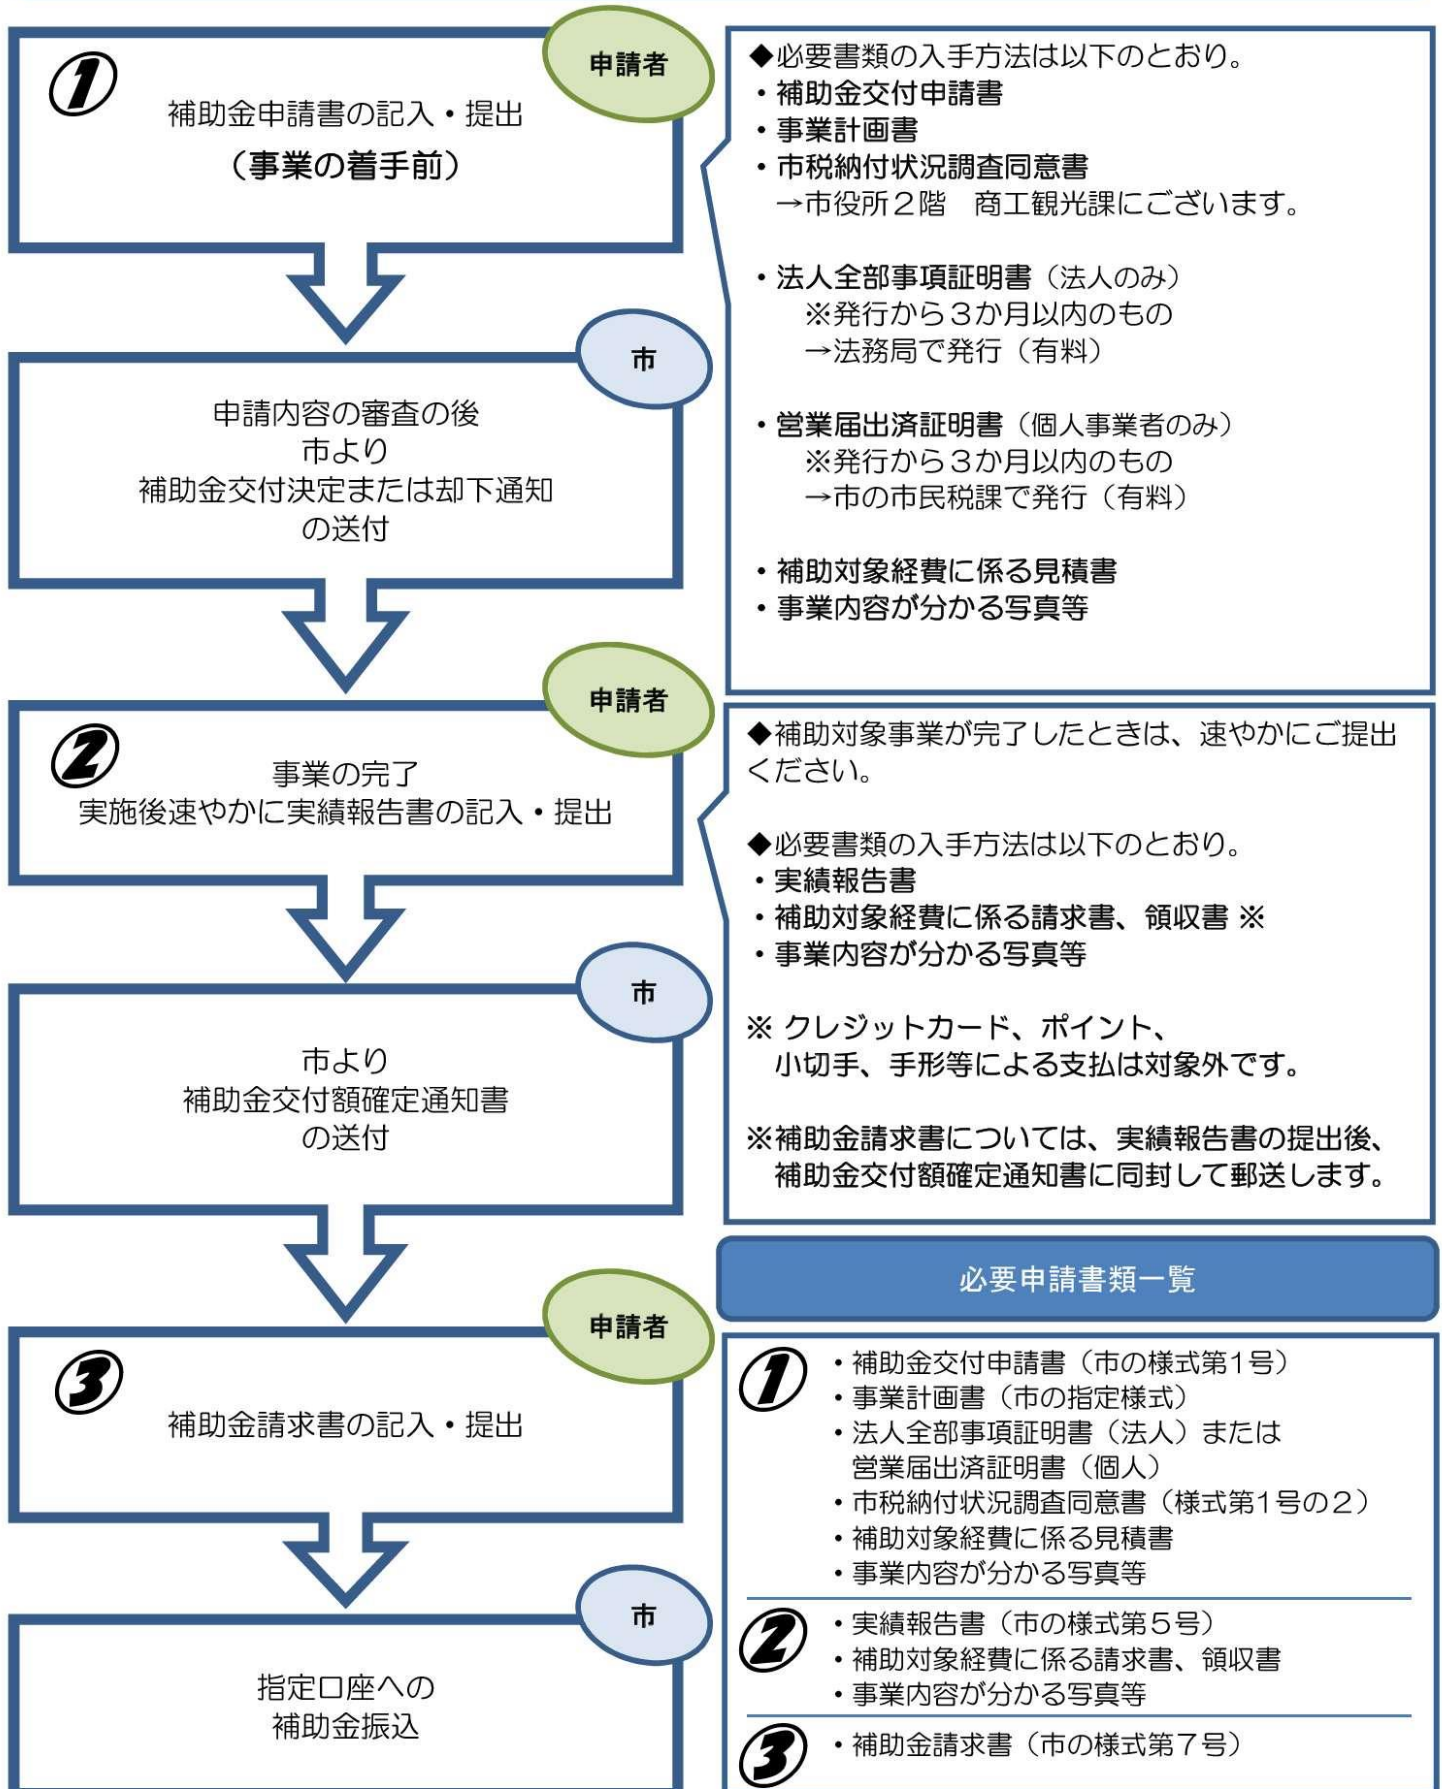 申請者
1
補助金申請書の記入・提出
（事業の着手前）
◆必要書類の入手方法は以下のとおり。
・補助金交付申請書
・事業計画書
・市税納付状況調査同意書
→市役所２階　商工観光課にございます。
・法人全部事項証明書（法人のみ）
※発行から３か月以内のもの
→法務局で発行（有料）
・営業届出済証明書（個人事業者のみ）
※発行から３か月以内のもの
→市の市民税課で発行（有料）
・補助対象経費に係る見積書
・事業内容が分かる写真等
市
申請内容の審査の後
市より
補助金交付決定または却下通知
の送付
申請者
2
事業の完了
実施後速やかに実績報告書の記入・提出
◆補助対象事業が完了したときは、速やかにご提出
ください。
◆必要書類の入手方法は以下のとおり。
・実績報告書
・補助対象経費に係る請求書、領収書 ※
・事業内容が分かる写真等
※ クレジットカード、ポイント、
小切手、手形等による支払は対象外です。
※補助金請求書については、実績報告書の提出後、
補助金交付額確定通知書に同封して郵送します。
市
市より
補助金交付額確定通知書
の送付
申請者
3
補助金請求書の記入・提出
市
指定口座への
補助金振込
必要申請書類一覧
1
・補助金交付申請書（市の様式第1号）
・事業計画書（市の指定様式）
・法人全部事項証明書（法人）または
営業届出済証明書（個人）
・市税納付状況調査同意書（様式第1号の２）
・補助対象経費に係る見積書
・事業内容が分かる写真等
2
・実績報告書（市の様式第５号）
・補助対象経費に係る請求書、領収書
・事業内容が分かる写真等
3
・補助金請求書（市の様式第７号）